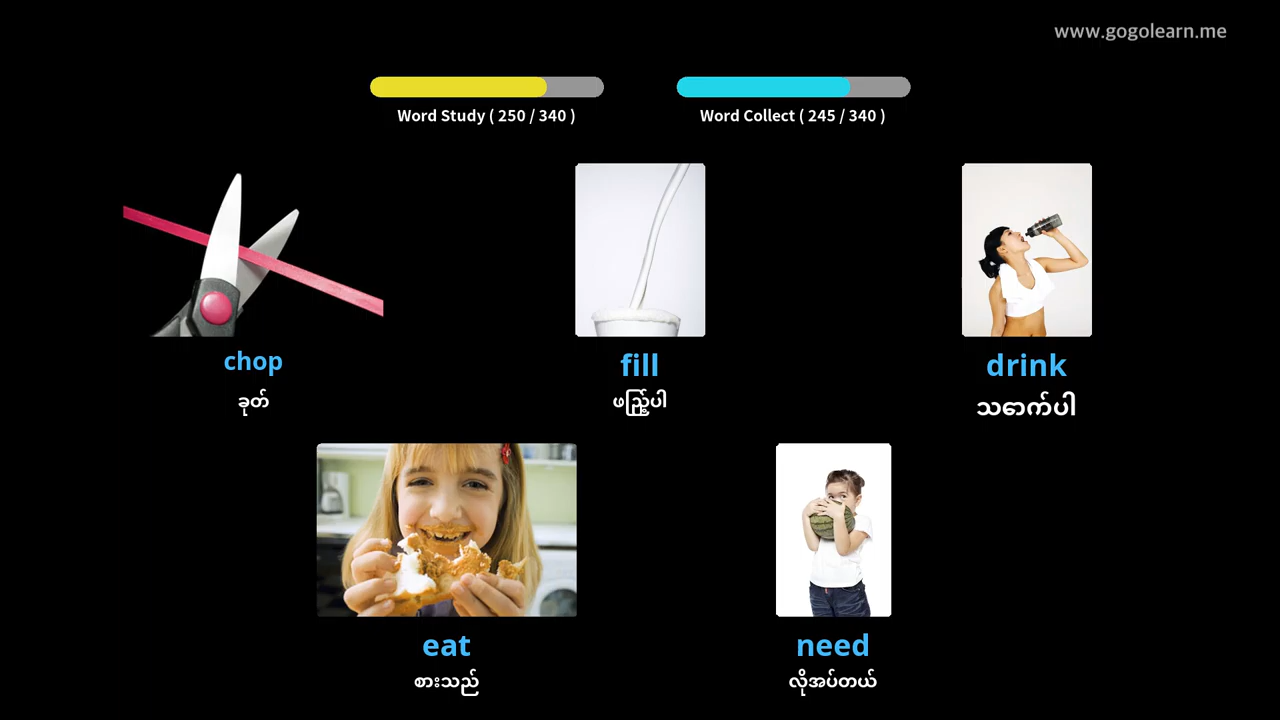 www.gogolearn.me
Word Study ( 250 / 340 )
Word Collect ( 245 / 340 )
chop
ခုတ်
fill
ဖည့်ပါ
drink
သောက်ပါ
eat
စားသည်
need
လိုအပ်တယ်